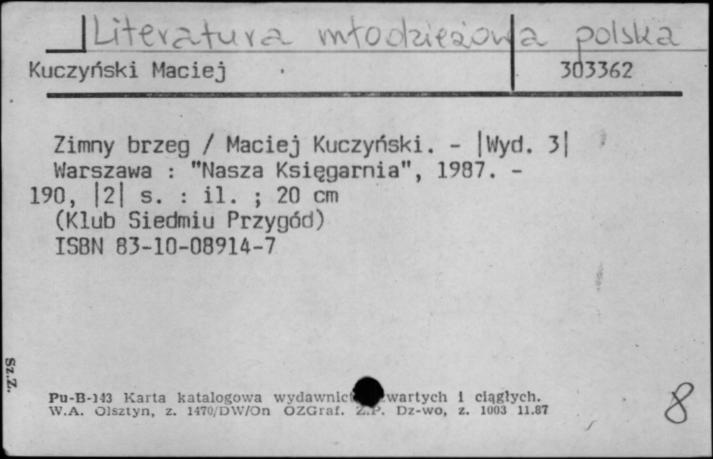 Literatura młodzieżowa polska
Kuczyński Maciej 303362
Zimny brzeg / Maciej Kuczyński. - |Wyd. 3|
Warszawa : "Nasza Księgarnia", 1987. -
190, |2| s. : il. ; 20 cm
(Klub Siedmiu Przygód)
ISBN 83-10-08914-7
Sz.Z.
Pu-B-143 Karta katalogowa wydawnict wartych i ciągłych.
W.A. Olsztyn, z. 1470/DW/On OZGraf. Z.P. Dz-wo, z. 1003 11.87
8